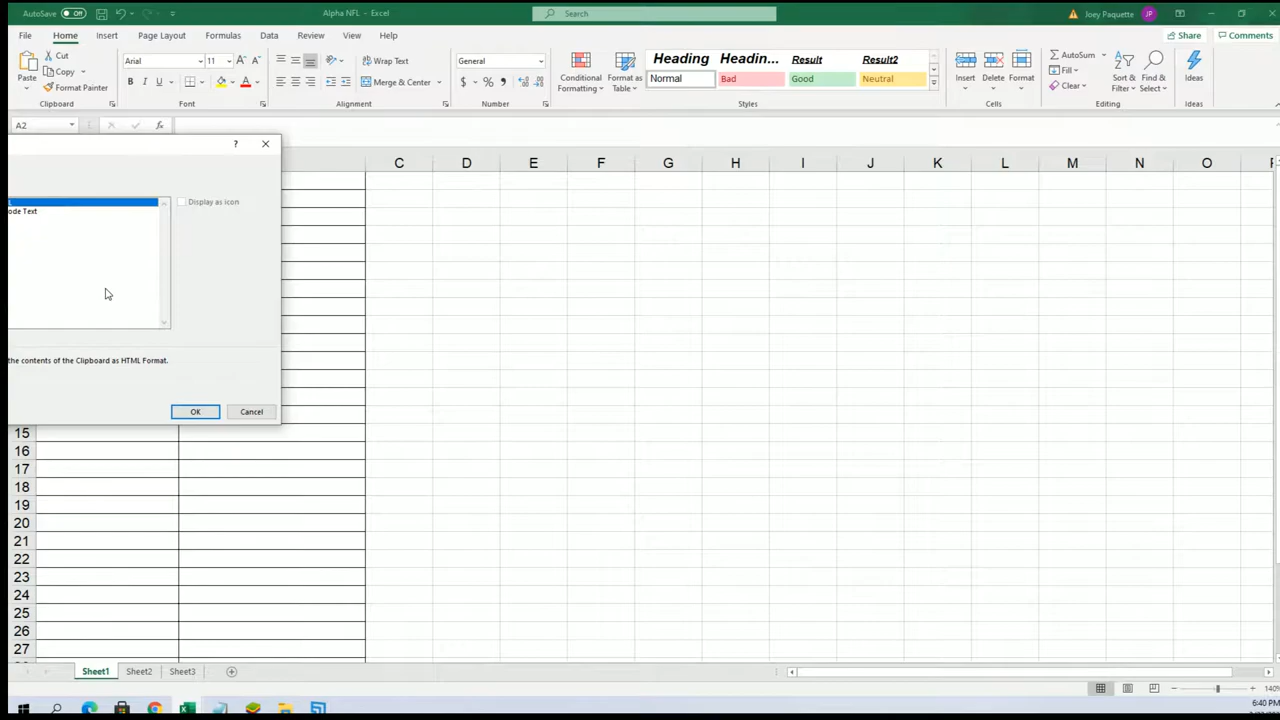 AutoSave Off Alpha NFL - Excel Search Joey Paquette JP
File Home Insert Page Layout Formulas Data Review View Help Share Comments
Paste Cut Copy Format Painter
Clipboard
Arial 11
B I U
Font
Wrap Text
Merge & Center
Alignment
General
$ %
Number
Conditional Formatting
Format as Table
Heading Headin... Result Result2
Normal Bad Good Neutral
Styles
Insert Delete Format
Cells
AutoSum
Fill
Clear
Sort & Filter
Find & Select
Editing
Ideas
Ideas
A2
fx
? ×
C D E F G H I J K L M N O
L
ode Text
Display as icon
the contents of the Clipboard as HTML Format.
OK Cancel
15
16
17
18
19
20
21
22
23
24
25
26
27
Sheet1 Sheet2 Sheet3
140%
6:40 PM